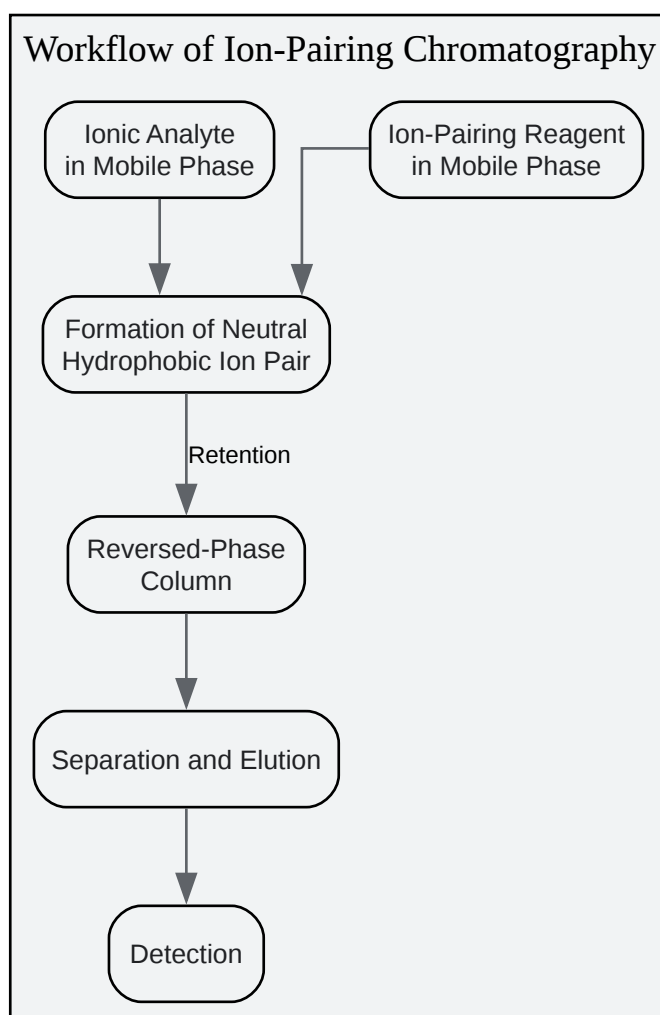 Workflow of Ion-Pairing Chromatography
Ionic Analyte
in Mobile Phase
Ion-Pairing Reagent
in Mobile Phase
Formation of Neutral
Hydrophobic Ion Pair
Retention
Reversed-Phase
Column
Separation and Elution
Detection